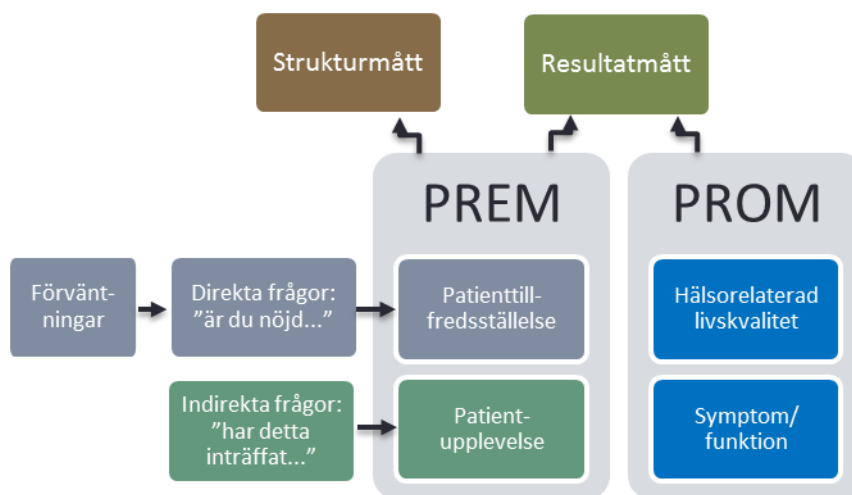 Strukturmått
Resultatmått
PREM
PROM
Förvänt-
ningar
Direkta frågor:
”är du nöjd...”
Patienttill-
fredsställelse
Hälsorelaterad
livskvalitet
Indirekta frågor:
”har detta
inträffat...”
Patient-
upplevelse
Symptom/
funktion